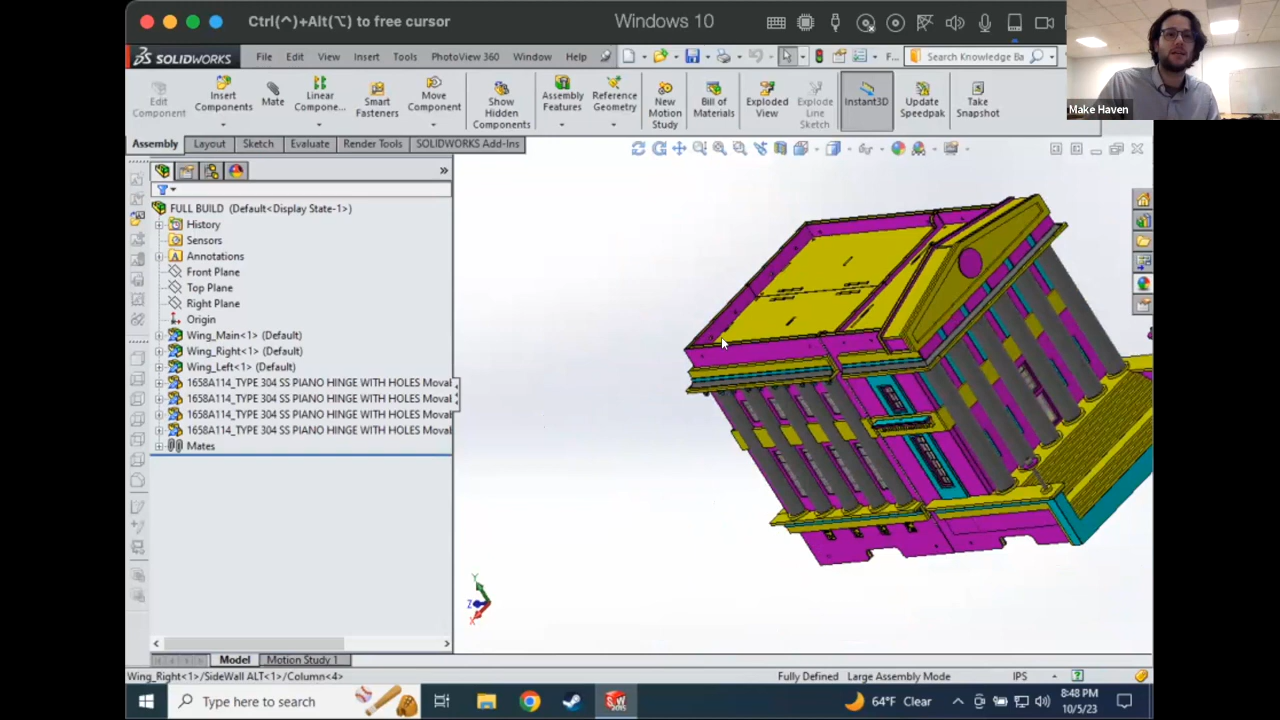 Ctrl(^)+Alt(⌥) to free cursor
Windows 10
SOLIDWORKS
File Edit View Insert Tools PhotoView 360 Window Help
F...
Search Knowledge Ba
Make Haven
Edit Component
Insert Components
Mate
Linear Compone...
Smart Fasteners
Move Component
Show Hidden Components
Assembly Features
Reference Geometry
New Motion Study
Bill of Materials
Exploded View
Explode Line Sketch
Instant3D
Update Speedpak
Take Snapshot
Assembly Layout Sketch Evaluate Render Tools SOLIDWORKS Add-Ins
FULL BUILD (Default<Display State-1>)
History
Sensors
Annotations
Front Plane
Top Plane
Right Plane
Origin
Wing_Main<1> (Default)
Wing_Right<1> (Default)
Wing_Left<1> (Default)
1658A114_TYPE 304 SS PIANO HINGE WITH HOLES Moval
1658A114_TYPE 304 SS PIANO HINGE WITH HOLES Moval
1658A114_TYPE 304 SS PIANO HINGE WITH HOLES Moval
1658A114_TYPE 304 SS PIANO HINGE WITH HOLES Moval
Mates
Y
Z
X
Model Motion Study 1
Wing_Right<1>/SideWall ALT<1>/Column<4> Fully Defined Large Assembly Mode IPS
Type here to search
64°F Clear
8:48 PM
10/5/23